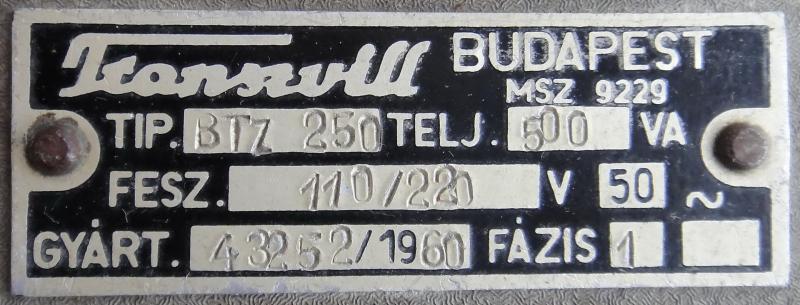 Transzvill BUDAPEST
MSZ 9229
TIP. BTZ 250 TELJ. 500 VA
FESZ. 110/220 V 50 ~
GYÁRT. 43252/1960 FÁZIS 1